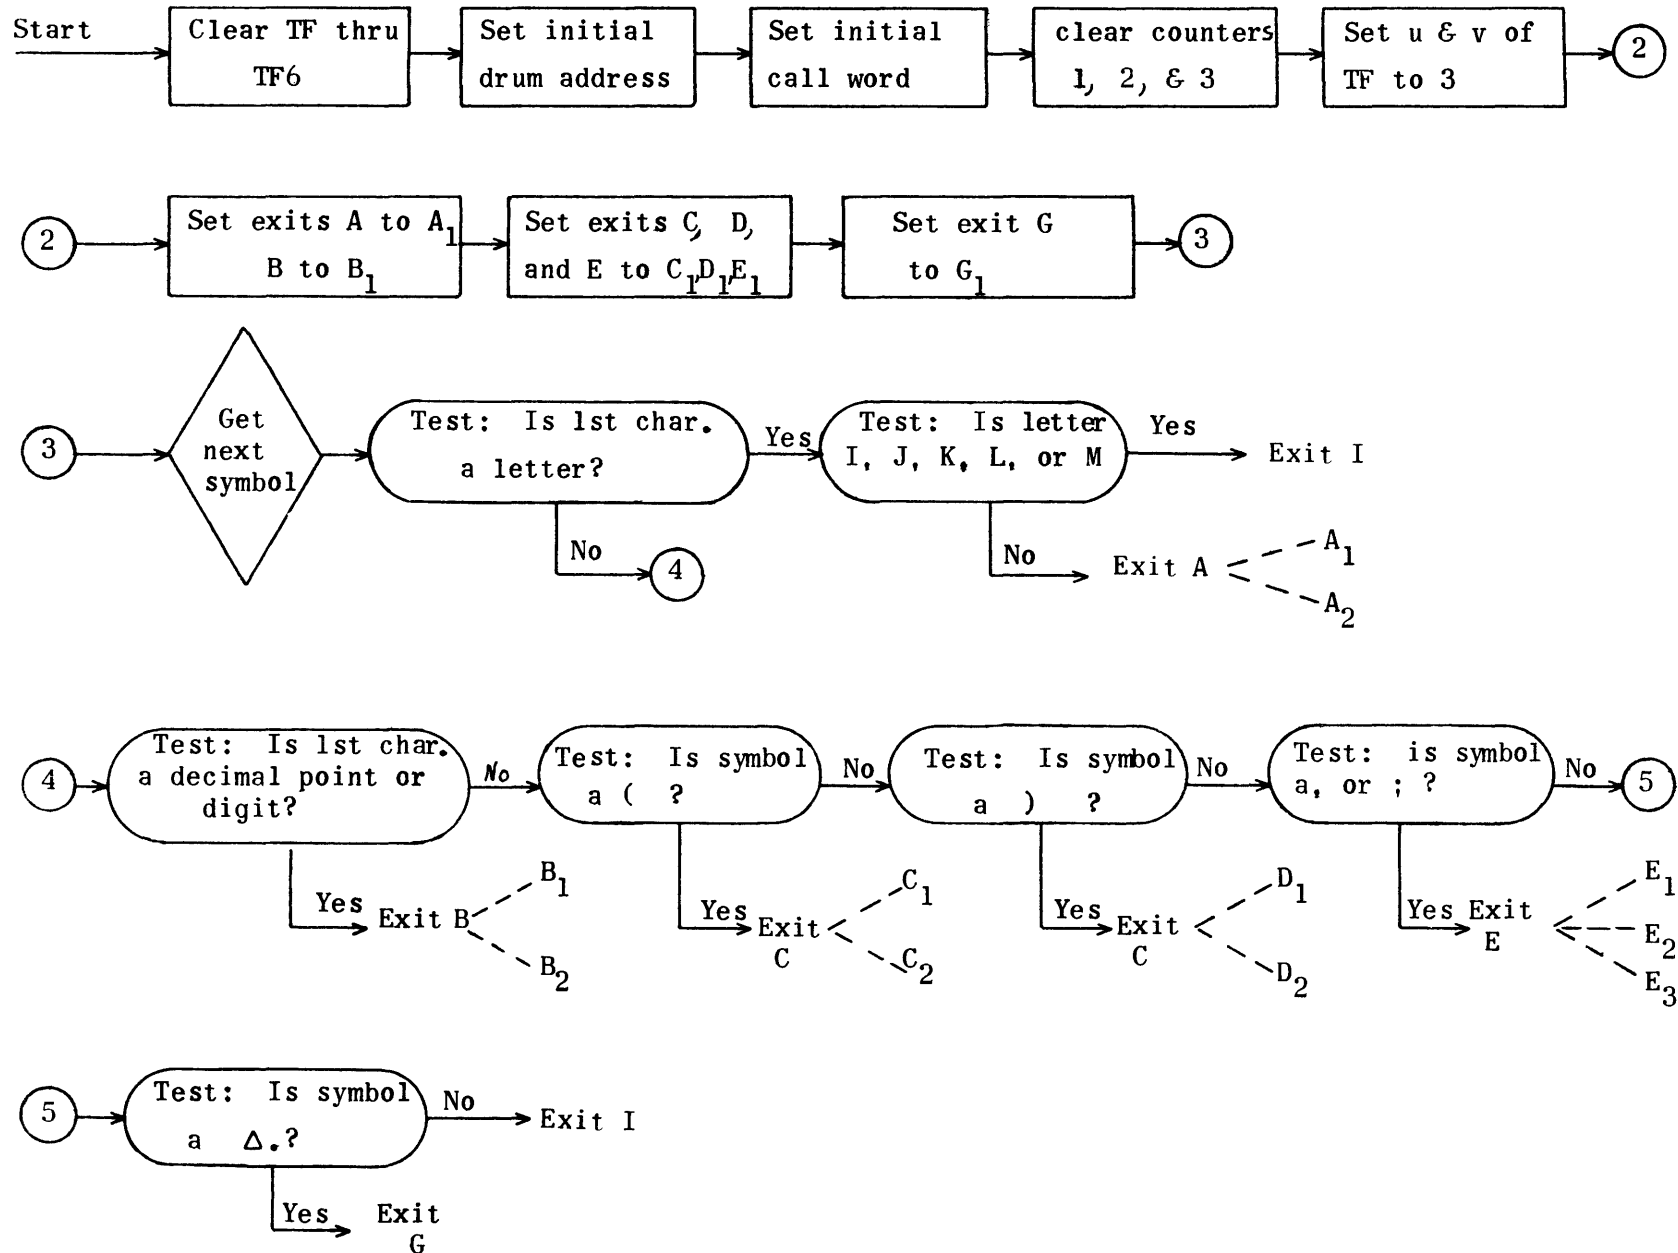 Start
Clear TF thru
TF6
Set initial
drum address
Set initial
call word
clear counters
1, 2, & 3
Set u & v of
TF to 3
2
2
Set exits A to A1
B to B1
Set exits C, D,
and E to C1,D1,E1
Set exit G
to G1
3
3
Get
next
symbol
Test: Is 1st char.
a letter?
Yes
No
4
Test: Is letter
I, J, K, L, or M
Yes
Exit I
No
Exit A
A1
A2
4
Test: Is 1st char.
a decimal point or
digit?
No
Yes
Exit B
B1
B2
Test: Is symbol
a ( ?
No
Yes
Exit
C
C1
C2
Test: Is symbol
a ) ?
No
Yes
Exit
C
D1
D2
Test: is symbol
a, or ; ?
No
5
Yes
Exit
E
E1
E2
E3
5
Test: Is symbol
a Δ.?
No
Exit I
Yes
Exit
G